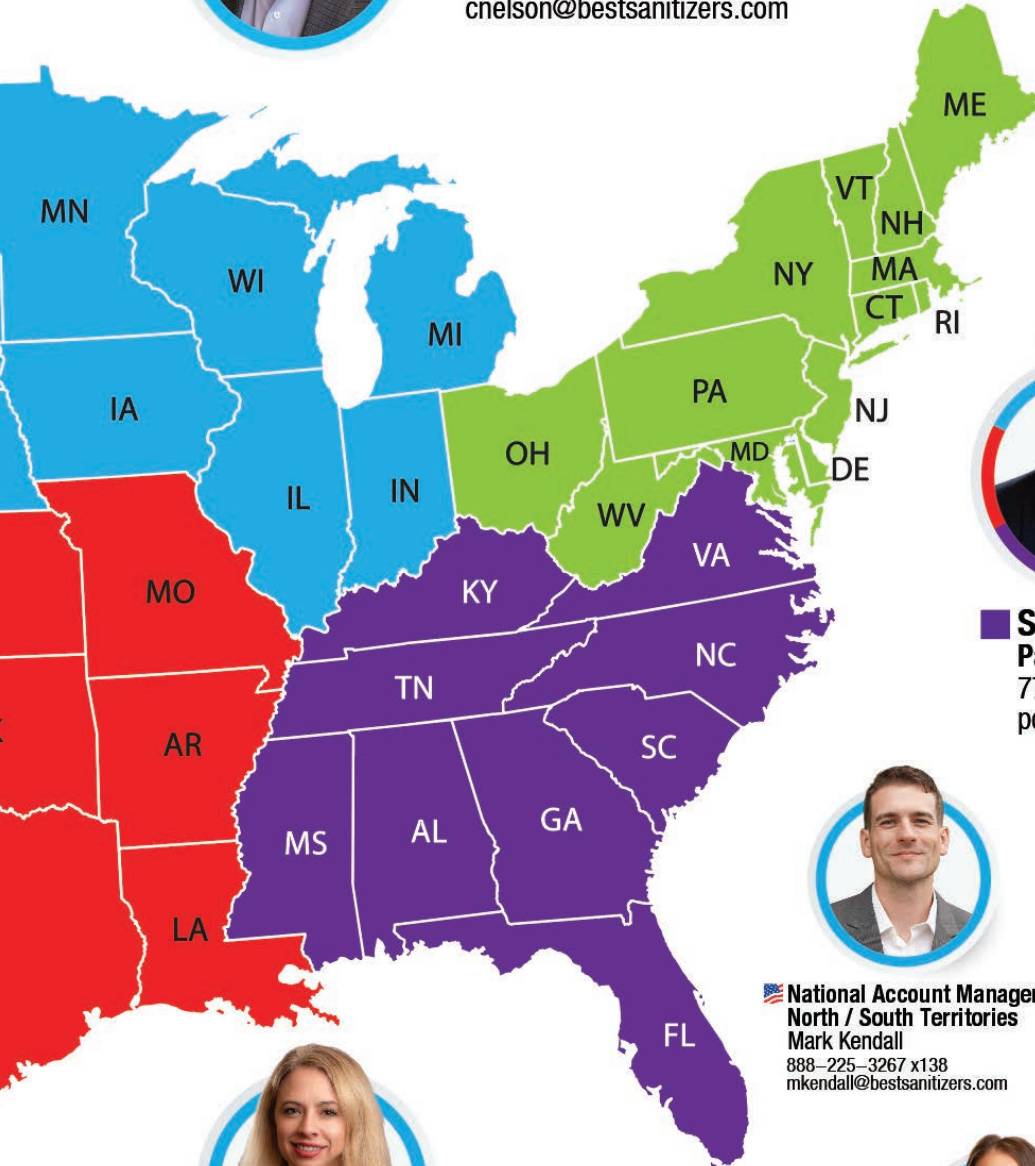 cnelson@bestsanitizers.com
ME
VT
NH
MN
NY
MA
WI
CT
RI
MI
PA
IA
NJ
OH
MD
DE
IN
IL
WV
VA
MO
KY
S
NC
TN
AR
SC
GA
AL
MS
LA
National Account Manager
North / South Territories
Mark Kendall
888–225–3267 x138
mkendall@bestsanitizers.com
FL